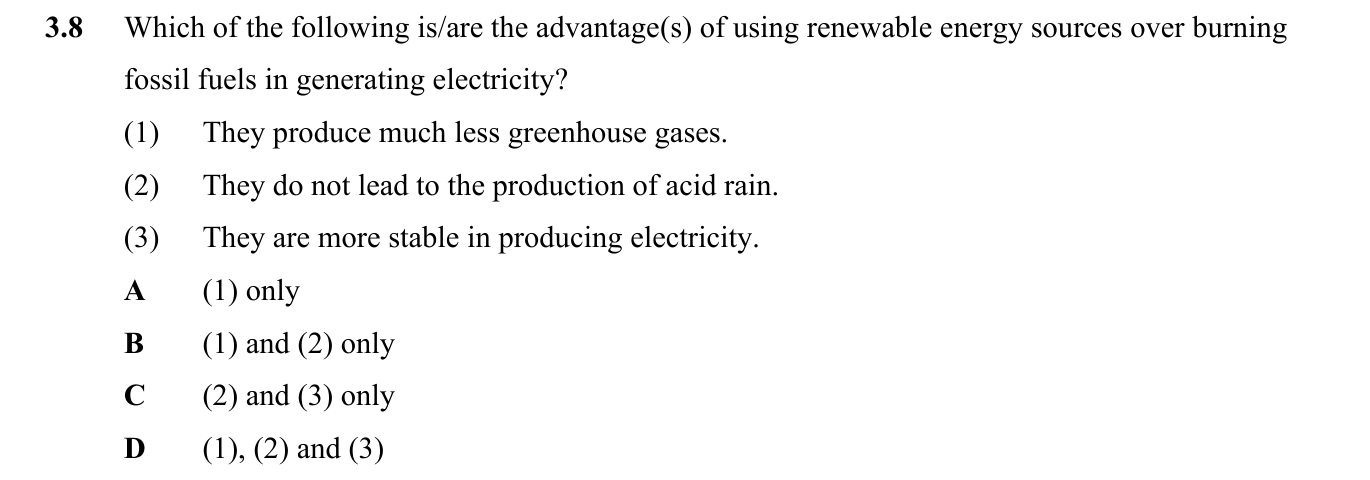 3.8 Which of the following is/are the advantage(s) of using renewable energy sources over burning
fossil fuels in generating electricity?
(1) They produce much less greenhouse gases.
(2) They do not lead to the production of acid rain.
(3) They are more stable in producing electricity.
A (1) only
B (1) and (2) only
C (2) and (3) only
D (1), (2) and (3)